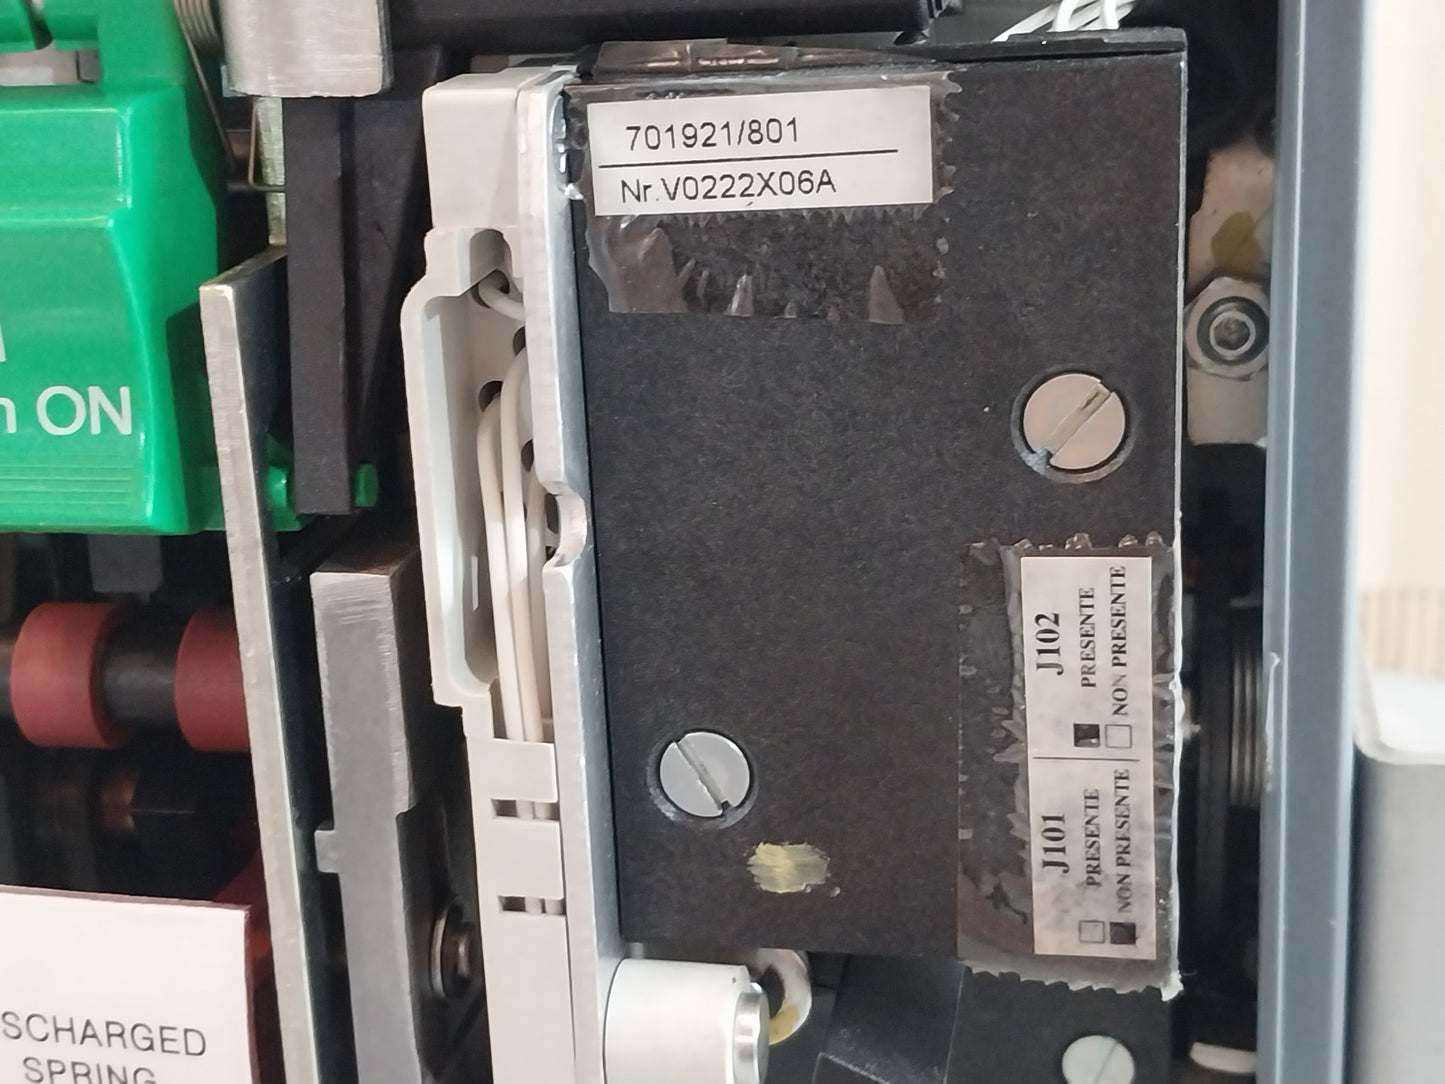 701921/801
Nr.V0222X06A
ON
J102
PRESENTE
NON PRESENTE
J101
PRESENTE
NON PRESENTE
SCHARGED
SPRING